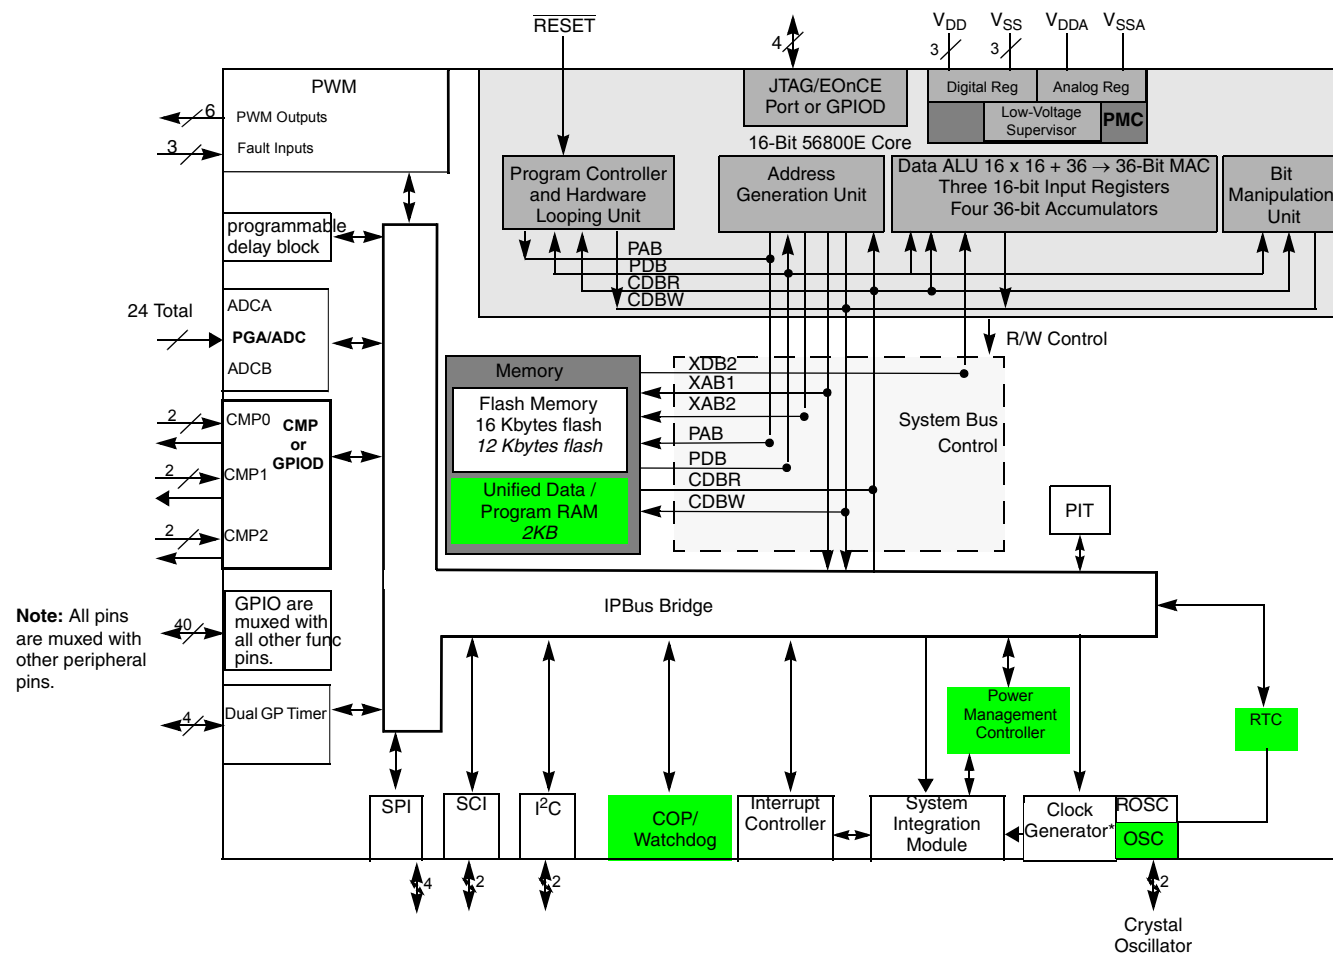 RESET
4
VDD
VSS
VDDA
VSSA
3
3
PWM
6
PWM Outputs
3
Fault Inputs
JTAG/EOnCE
Port or GPIOD
Digital Reg
Analog Reg
Low-Voltage
Supervisor
PMC
16-Bit 56800E Core
Program Controller
and Hardware
Looping Unit
Address
Generation Unit
Data ALU 16 x 16 + 36 → 36-Bit MAC
Three 16-bit Input Registers
Four 36-bit Accumulators
Bit
Manipulation
Unit
PAB
PDB
CDBR
CDBW
programmable
delay block
24 Total
ADCA
PGA/ADC
ADCB
R/W Control
Memory
Flash Memory
16 Kbytes flash
12 Kbytes flash
Unified Data /
Program RAM
2KB
XDB2
XAB1
XAB2
PAB
PDB
CDBR
CDBW
System Bus
Control
2
CMP0
CMP
or
GPIOD
2
CMP1
2
CMP2
PIT
IPBus Bridge
Note: All pins
are muxed with
other peripheral
pins.
40
GPIO are
muxed with
all other func
pins.
4
Dual GP Timer
Power
Management
Controller
RTC
SPI
SCI
I2C
COP/
Watchdog
Interrupt
Controller
System
Integration
Module
Clock
Generator*
ROSC
OSC
4
2
2
2
Crystal
Oscillator